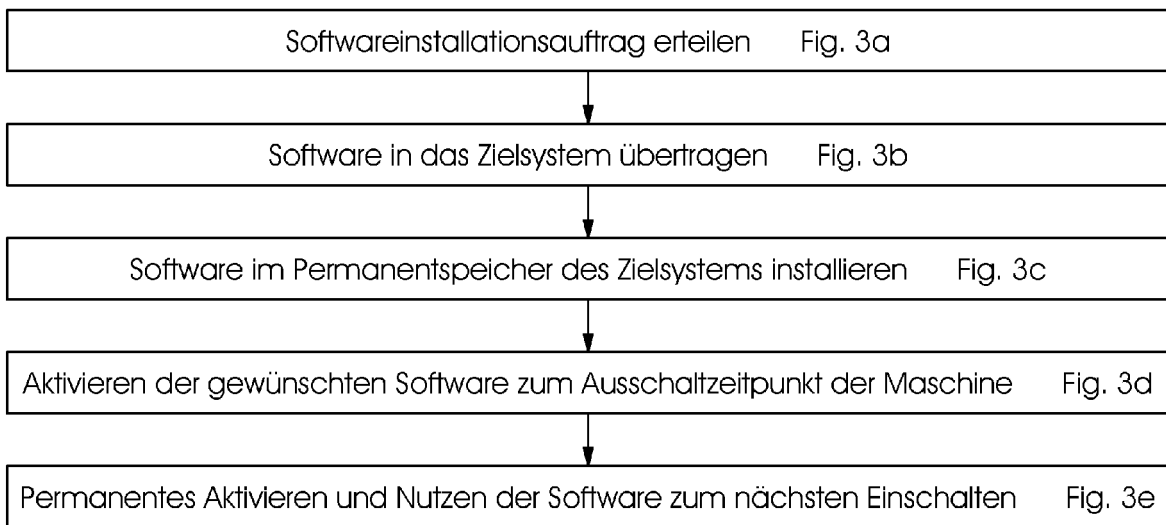 Softwareinstallationsauftrag erteilen Fig. 3a
Software in das Zielsystem übertragen Fig. 3b
Software im Permanentspeicher des Zielsystems installieren Fig. 3c
Aktivieren der gewünschten Software zum Ausschaltzeitpunkt der Maschine Fig. 3d
Permanentes Aktivieren und Nutzen der Software zum nächsten Einschalten Fig. 3e